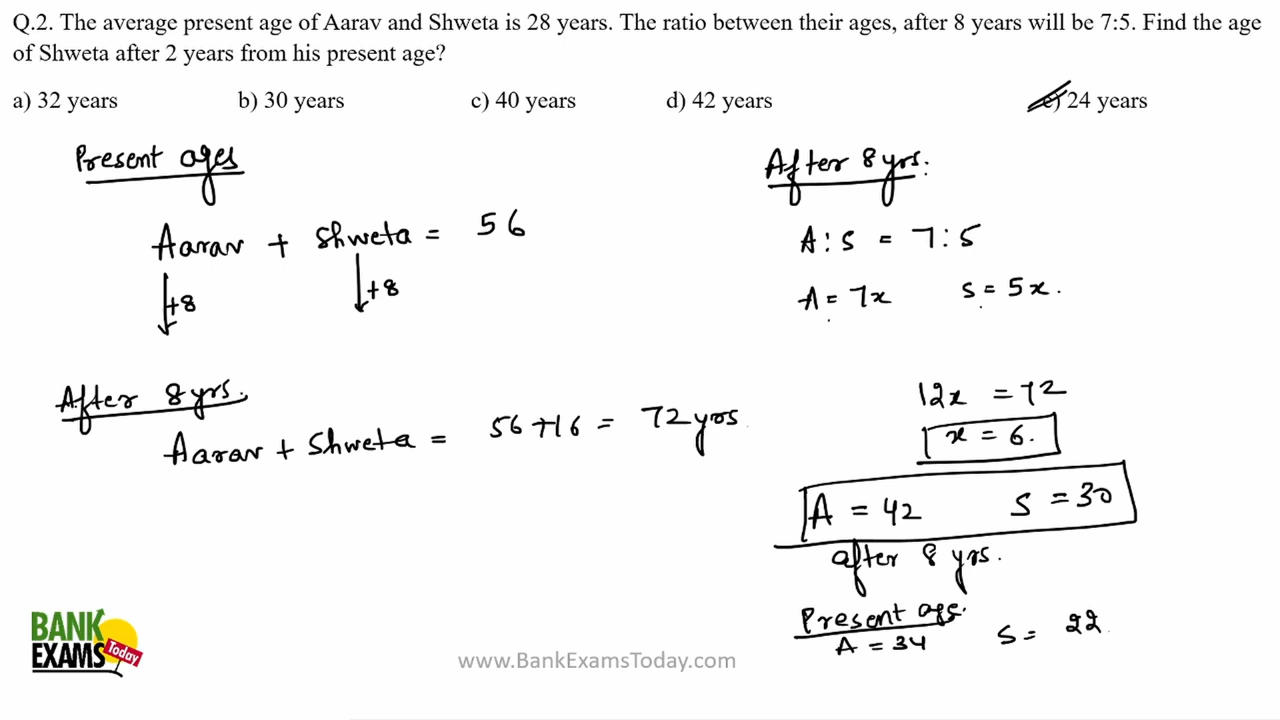 Q.2. The average present age of Aarav and Shweta is 28 years. The ratio between their ages, after 8 years will be 7:5. Find the age
of Shweta after 2 years from his present age?
a) 32 years b) 30 years c) 40 years d) 42 years e) 24 years
Present ages
Aarav + Shweta = 56
+8 +8
After 8 yrs.
Aarav + Shweta = 56+16 = 72 yrs
After 8 yrs.
A : S = 7 : 5
A = 7x S = 5x.
12x = 72
x = 6.
A = 42 S = 30
after 8 yrs.
Present age.
A = 34 S = 22
BANK
EXAMS Today
www.BankExamsToday.com